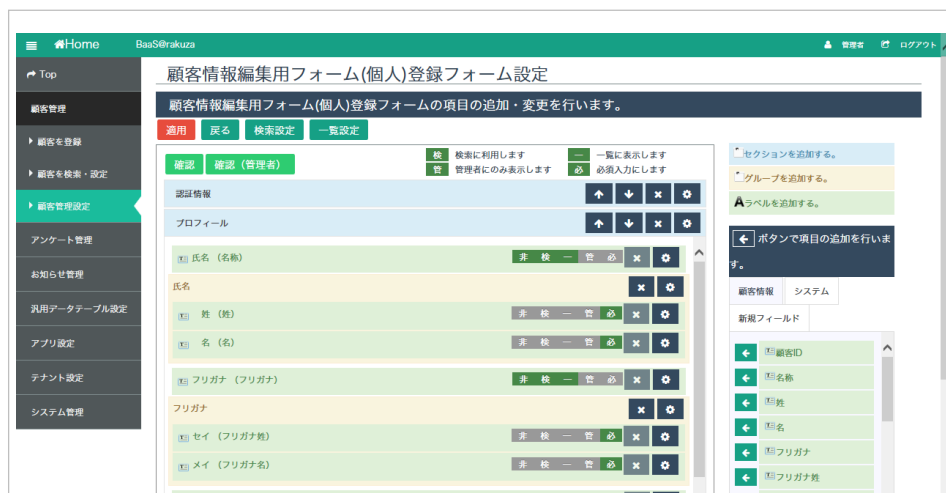 Home BaaS@rakuza 管理者 ログアウト
Top
顧客管理
顧客を登録
顧客を検索・設定
顧客管理設定
アンケート管理
お知らせ管理
汎用データテーブル設定
アプリ設定
テナント設定
システム管理
顧客情報編集用フォーム(個人)登録フォーム設定
顧客情報編集用フォーム(個人)登録フォームの項目の追加・変更を行います。
適用 戻る 検索設定 一覧設定
確認 確認（管理者）
検 検索に利用します 一 一覧に表示します
管 管理者にのみ表示します 必 必須入力にします
認証情報
プロフィール
氏名 （名称） 非 検 一 管 必
氏名
姓 （姓） 非 検 一 管 必
名 （名） 非 検 一 管 必
フリガナ （フリガナ） 非 検 一 管 必
フリガナ
セイ （フリガナ姓） 非 検 一 管 必
メイ （フリガナ名） 非 検 一 管 必
セクションを追加する。
グループを追加する。
Aラベルを追加する。
ボタンで項目の追加を行いま
す。
顧客情報 システム
新規フィールド
顧客ID
名称
姓
名
フリガナ
フリガナ姓